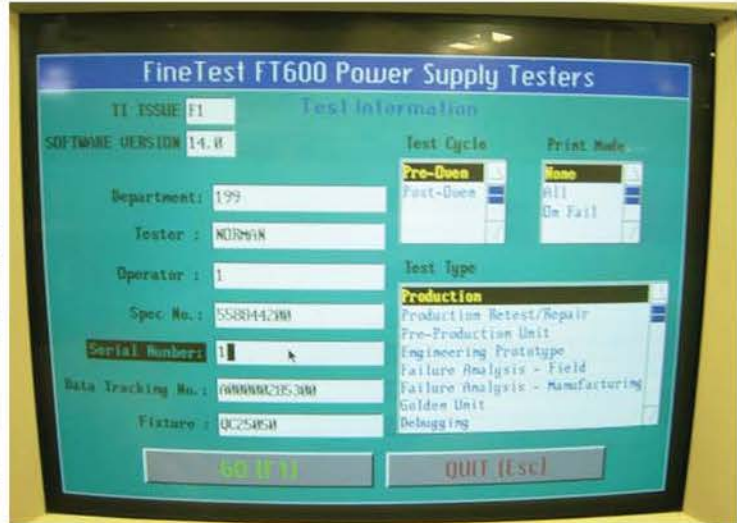 FineTest FT600 Power Supply Testers
Test Information
TI ISSUE F1
SOFTWARE VERSION 14.0
Test Cycle
Pre-Oven
Post-Oven
Print Mode
None
All
On Fail
Department: 199
Tester : NORMAN
Operator : 1
Spec No.: 558844200
Serial Number: 1
Data Tracking No.:
Fixture :
Test Type
Production
Production Retest/Repair
Pre-Production Unit
Engineering Prototype
Failure Analysis - Field
Failure Analysis - Manufacturing
Golden Unit
Debugging
GO (F1)
QUIT (Esc)